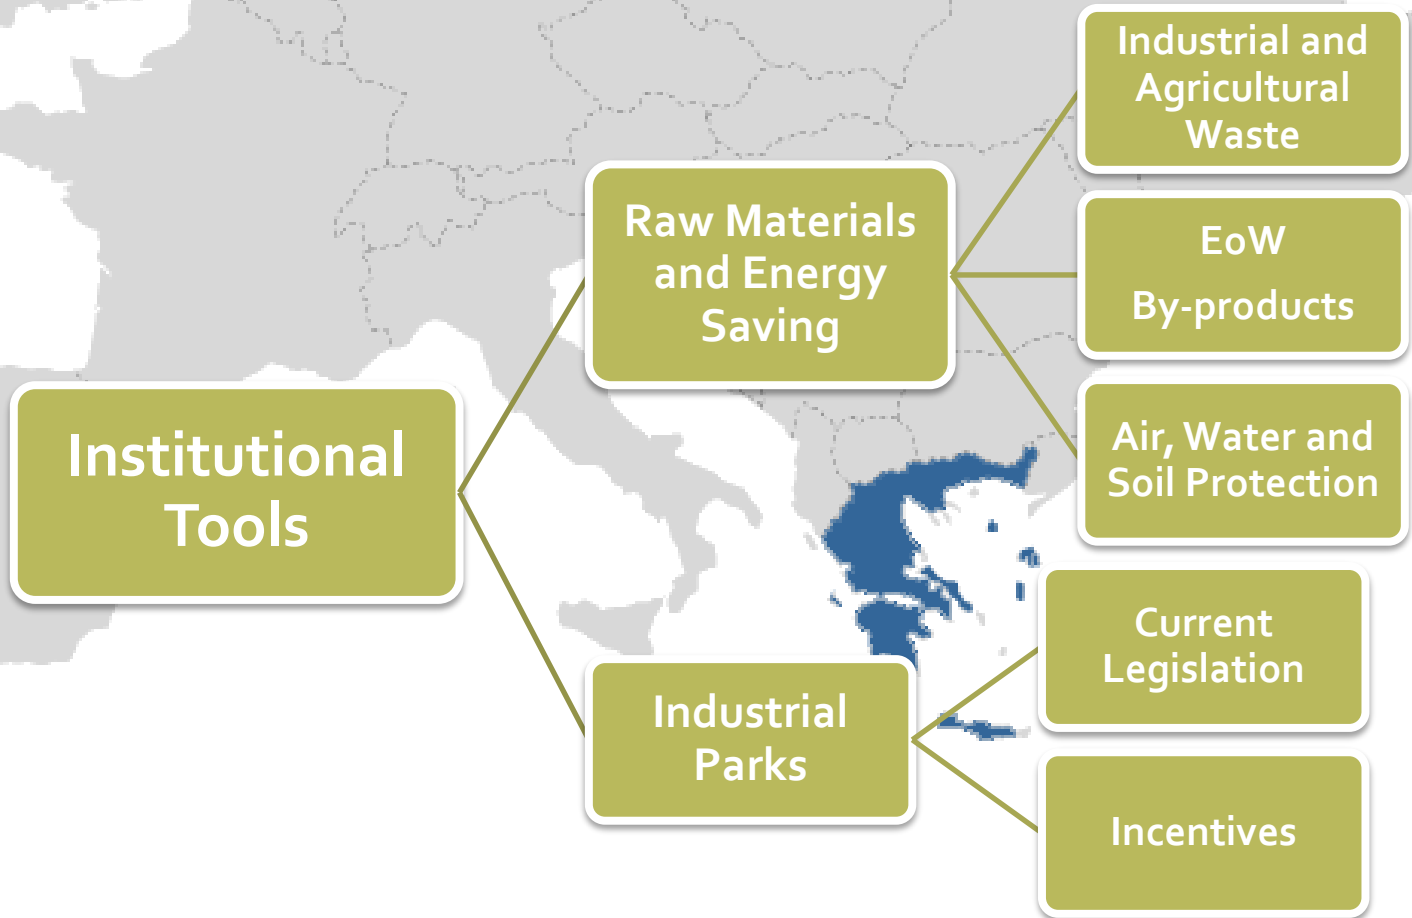 Institutional
Tools
Raw Materials
and Energy
Saving
Industrial and
Agricultural
Waste
EoW
By-products
Air, Water and
Soil Protection
Industrial
Parks
Current
Legislation
Incentives